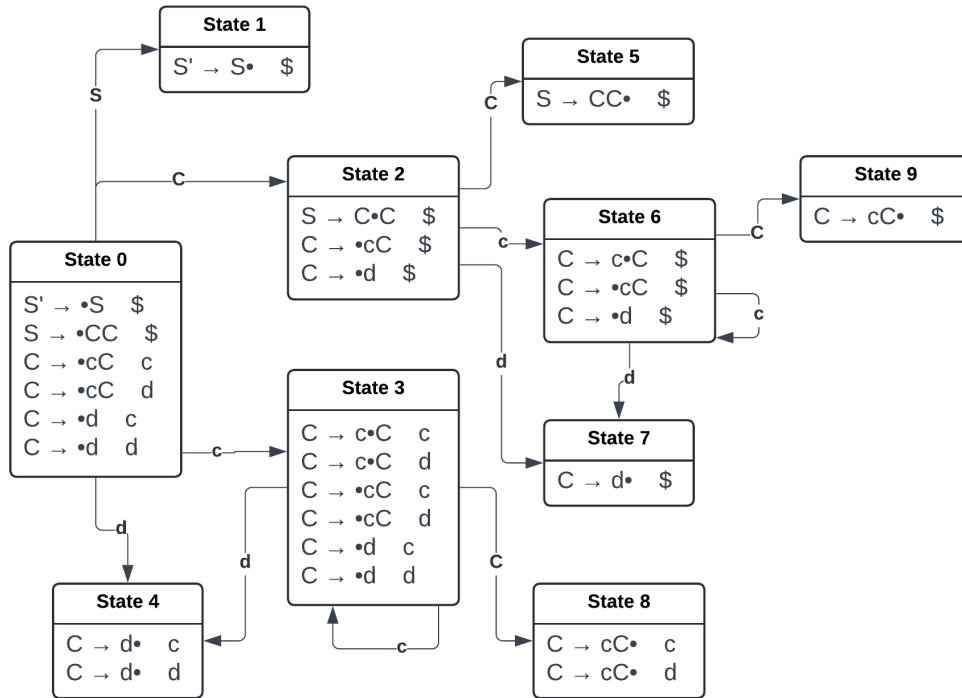 State 1
S' → S• $
S
State 5
S → CC• $
C
C
State 2
S → C•C $
C → •cC $
C → •d $
c
State 9
C → cC• $
C
State 6
C → c•C $
C → •cC $
C → •d $
c
State 0
S' → •S $
S → •CC $
C → •cC c
C → •cC d
C → •d c
C → •d d
d
d
State 3
C → c•C c
C → c•C d
C → •cC c
C → •cC d
C → •d c
C → •d d
c
State 7
C → d• $
d
d
C
c
State 4
C → d• c
C → d• d
State 8
C → cC• c
C → cC• d